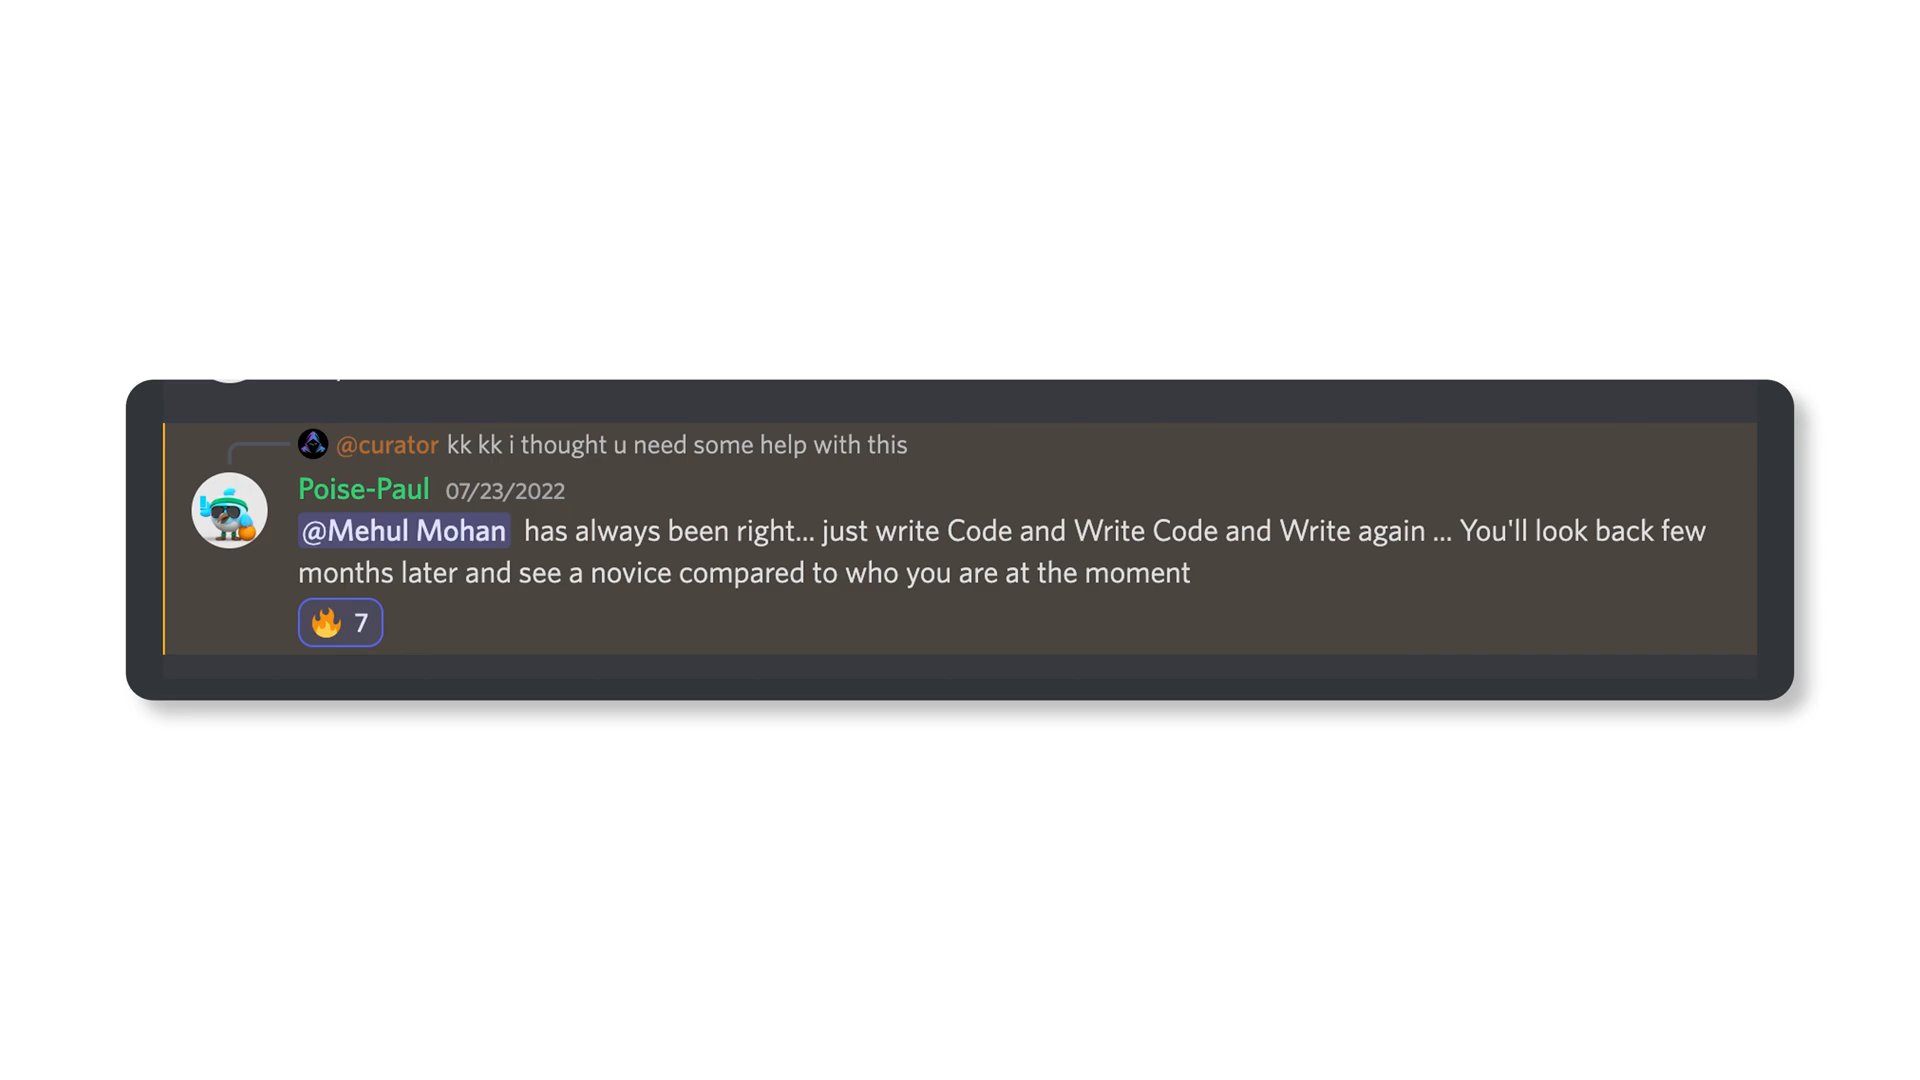 @curator kk kk i thought u need some help with this
Poise-Paul 07/23/2022
@Mehul Mohan has always been right... just write Code and Write Code and Write again ... You'll look back few
months later and see a novice compared to who you are at the moment
🔥 7